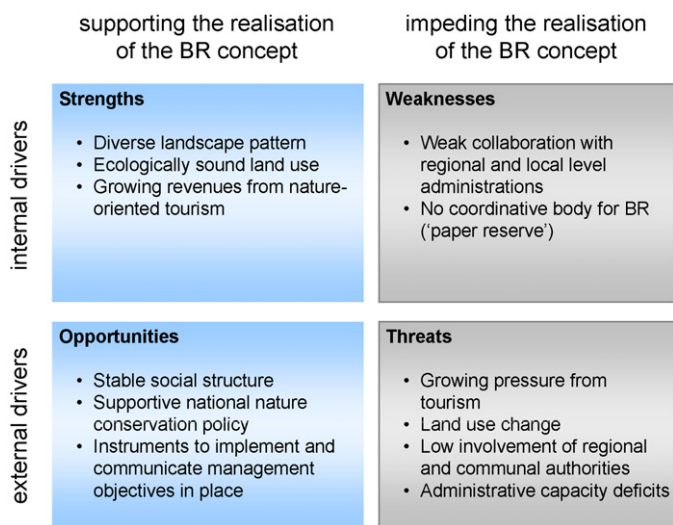 supporting the realisation
of the BR concept
impeding the realisation
of the BR concept
internal drivers
Strengths
• Diverse landscape pattern
• Ecologically sound land use
• Growing revenues from nature-
oriented tourism
Weaknesses
• Weak collaboration with
regional and local level
administrations
• No coordinative body for BR
(‘paper reserve’)
external drivers
Opportunities
• Stable social structure
• Supportive national nature
conservation policy
• Instruments to implement and
communicate management
objectives in place
Threats
• Growing pressure from
tourism
• Land use change
• Low involvement of regional
and communal authorities
• Administrative capacity deficits